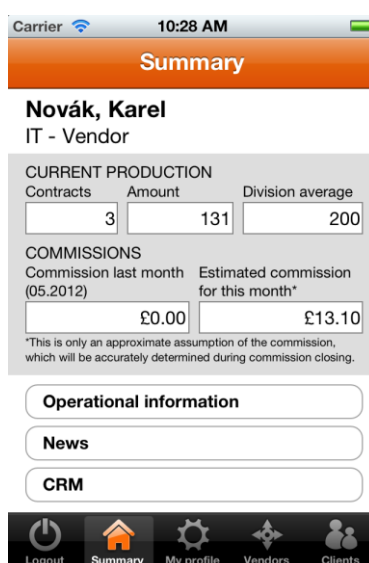 Carrier 10:28 AM
Summary
Novák, Karel
IT - Vendor
CURRENT PRODUCTION
Contracts Amount Division average
3 131 200
COMMISSIONS
Commission last month Estimated commission
(05.2012) for this month*
£0.00 £13.10
*This is only an approximate assumption of the commission,
which will be accurately determined during commission closing.
Operational information
News
CRM
Logout Summary My profile Vendors Clients